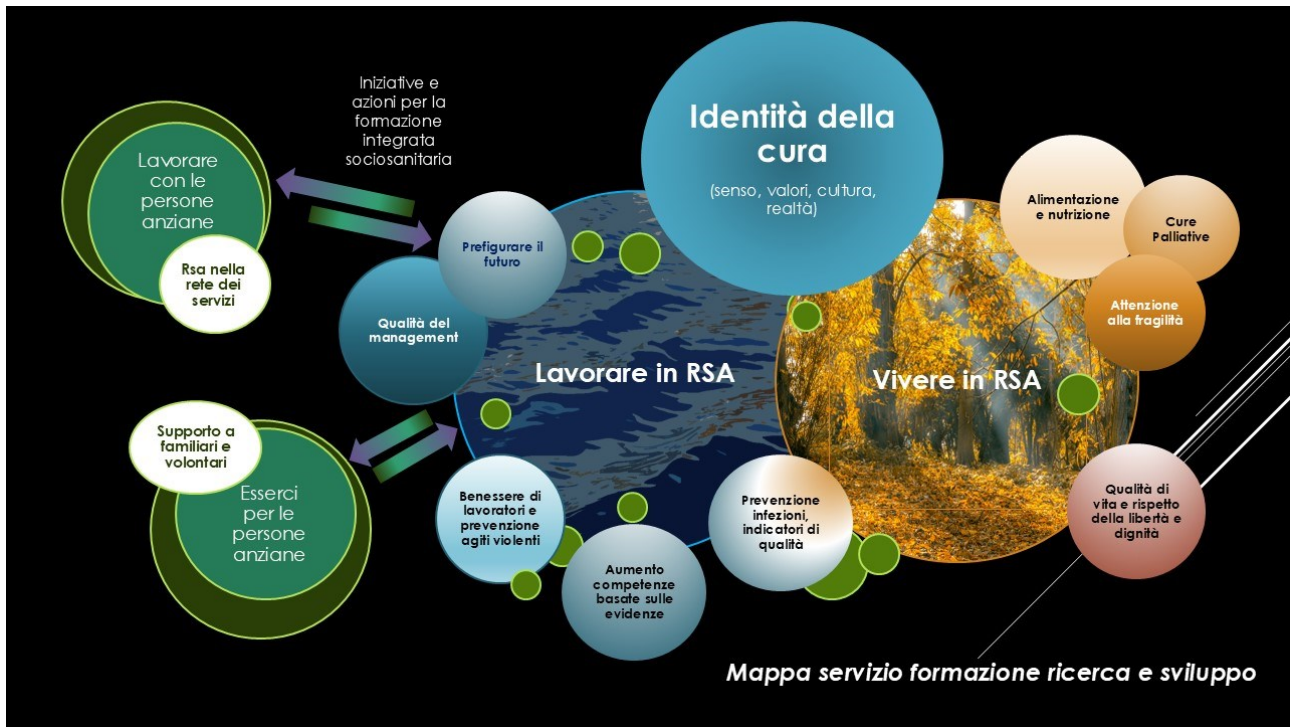 Iniziative e
azioni per la
formazione
integrata
sociosanitaria
Identità della
cura
(senso, valori, cultura,
realtà)
Lavorare
con le
persone
anziane
Rsa nella
rete dei
servizi
Prefigurare il
futuro
Qualità del
management
Alimentazione
e nutrizione
Cure
Palliative
Attenzione
alla fragilità
Lavorare in RSA
Vivere in RSA
Supporto a
familiari e
volontari
Esserci
per le
persone
anziane
Benessere di
lavoratori e
prevenzione
agiti violenti
Aumento
competenze
basate sulle
evidenze
Prevenzione
infezioni,
indicatori di
qualità
Qualità di
vita e rispetto
della libertà e
dignità
Mappa servizio formazione ricerca e sviluppo